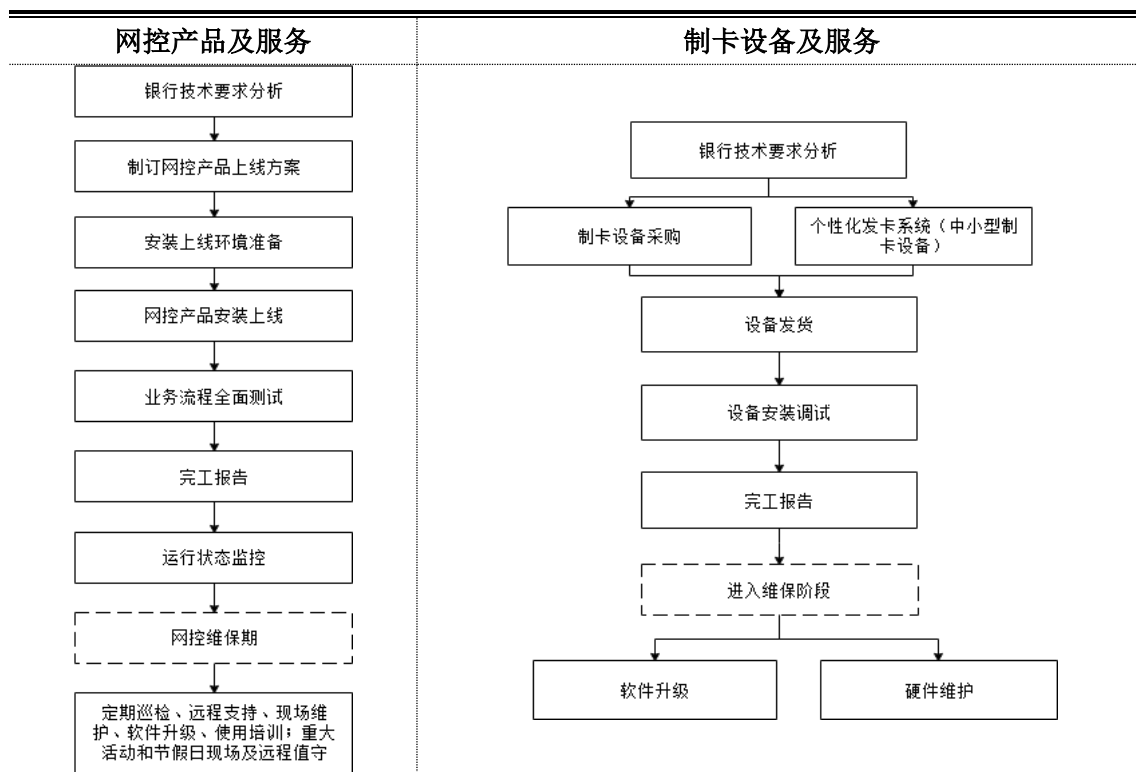 网控产品及服务
银行技术要求分析
制订网控产品上线方案
安装上线环境准备
网控产品安装上线
业务流程全面测试
完工报告
运行状态监控
网控维保期
定期巡检、远程支持、现场维
护、软件升级、使用培训；重大
活动和节假日现场及远程值守
制卡设备及服务
银行技术要求分析
制卡设备采购
个性化发卡系统（中小型制
卡设备）
设备发货
设备安装调试
完工报告
进入维保阶段
软件升级
硬件维护